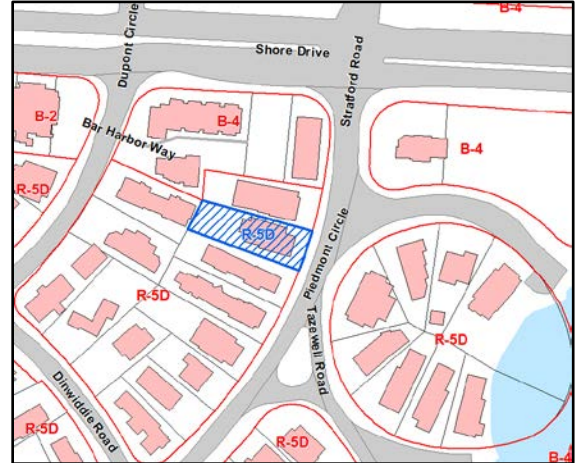 B-4
Shore Drive
Dupont Circle
Stratford Road
B-2
B-4
Bar Harbor Way
B-4
R-5D
R-5D
R-5D
Piedmont Circle
Tazewell Road
R-5D
Dinwiddie Road
R-5D
B-4